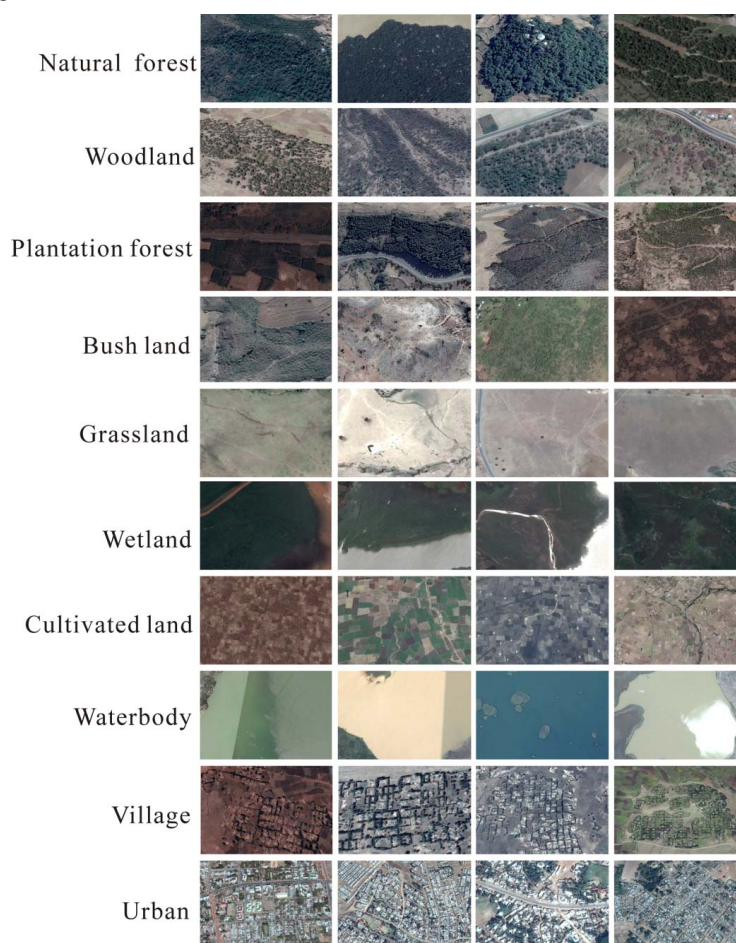 Natural forest
Woodland
Plantation forest
Bush land
Grassland
Wetland
Cultivated land
Waterbody
Village
Urban